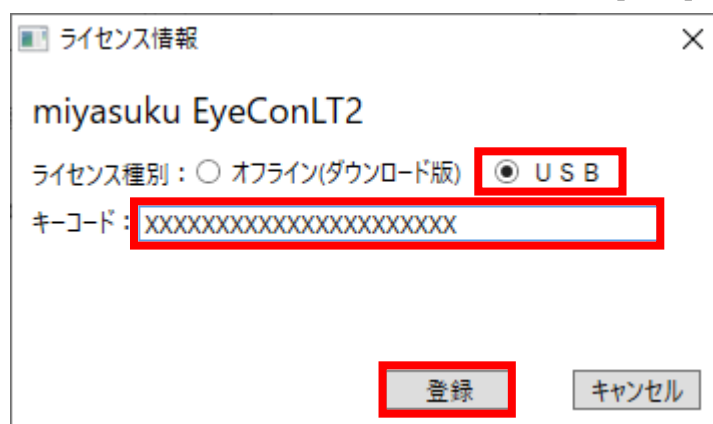 ライセンス情報
miyasuku EyeConLT2
ライセンス種別：○ オフライン(ダウンロード版) ◉ ＵＳＢ
キーコード：XXXXXXXXXXXXXXXXXXXXXX
登録 キャンセル